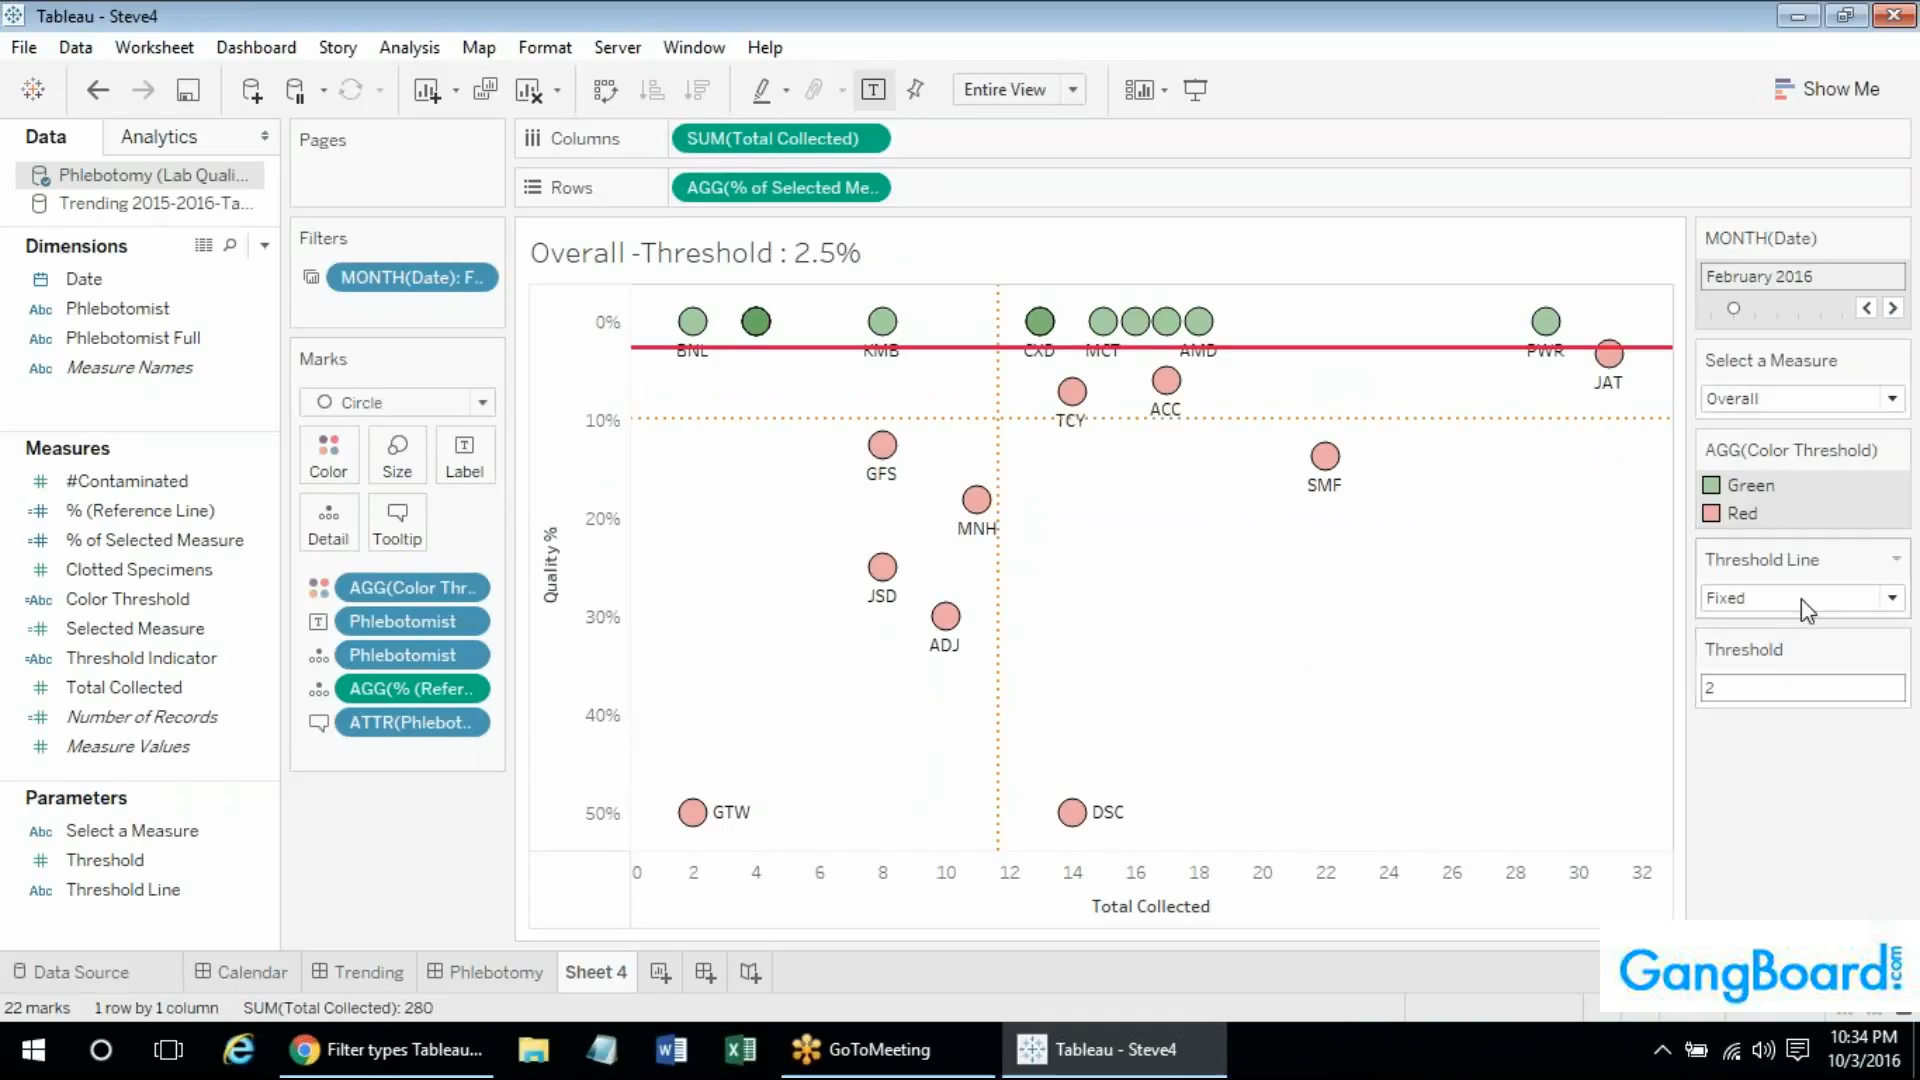 Tableau - Steve4
File Data Worksheet Dashboard Story Analysis Map Format Server Window Help
Entire View
Show Me
Data Analytics
Phlebotomy (Lab Quali...
Trending 2015-2016-Ta...
Dimensions
Date
Abc Phlebotomist
Abc Phlebotomist Full
Abc Measure Names
Measures
#Contaminated
% (Reference Line)
% of Selected Measure
Clotted Specimens
=Abc Color Threshold
Selected Measure
=Abc Threshold Indicator
Total Collected
Number of Records
Measure Values
Parameters
Abc Select a Measure
Threshold
Abc Threshold Line
Pages
Filters
MONTH(Date): F..
Marks
Circle
Color Size Label
Detail Tooltip
AGG(Color Thr..
Phlebotomist
Phlebotomist
AGG(% (Refer..
ATTR(Phlebot..
Columns SUM(Total Collected)
Rows AGG(% of Selected Me..
Overall -Threshold : 2.5%
0%
BNL KMB CXD MCT AMD PWR
JAT
ACC
10% TCY
GFS
SMF
20%
MNH
JSD
30%
ADJ
40%
50% GTW DSC
Quality %
0 2 4 6 8 10 12 14 16 18 20 22 24 26 28 30 32
Total Collected
MONTH(Date)
February 2016
Select a Measure
Overall
AGG(Color Threshold)
Green
Red
Threshold Line
Fixed
Threshold
2
GangBoard.com
Data Source Calendar Trending Phlebotomy Sheet 4
22 marks 1 row by 1 column SUM(Total Collected): 280
Filter types Tableau... GoToMeeting Tableau - Steve4
10:34 PM
10/3/2016